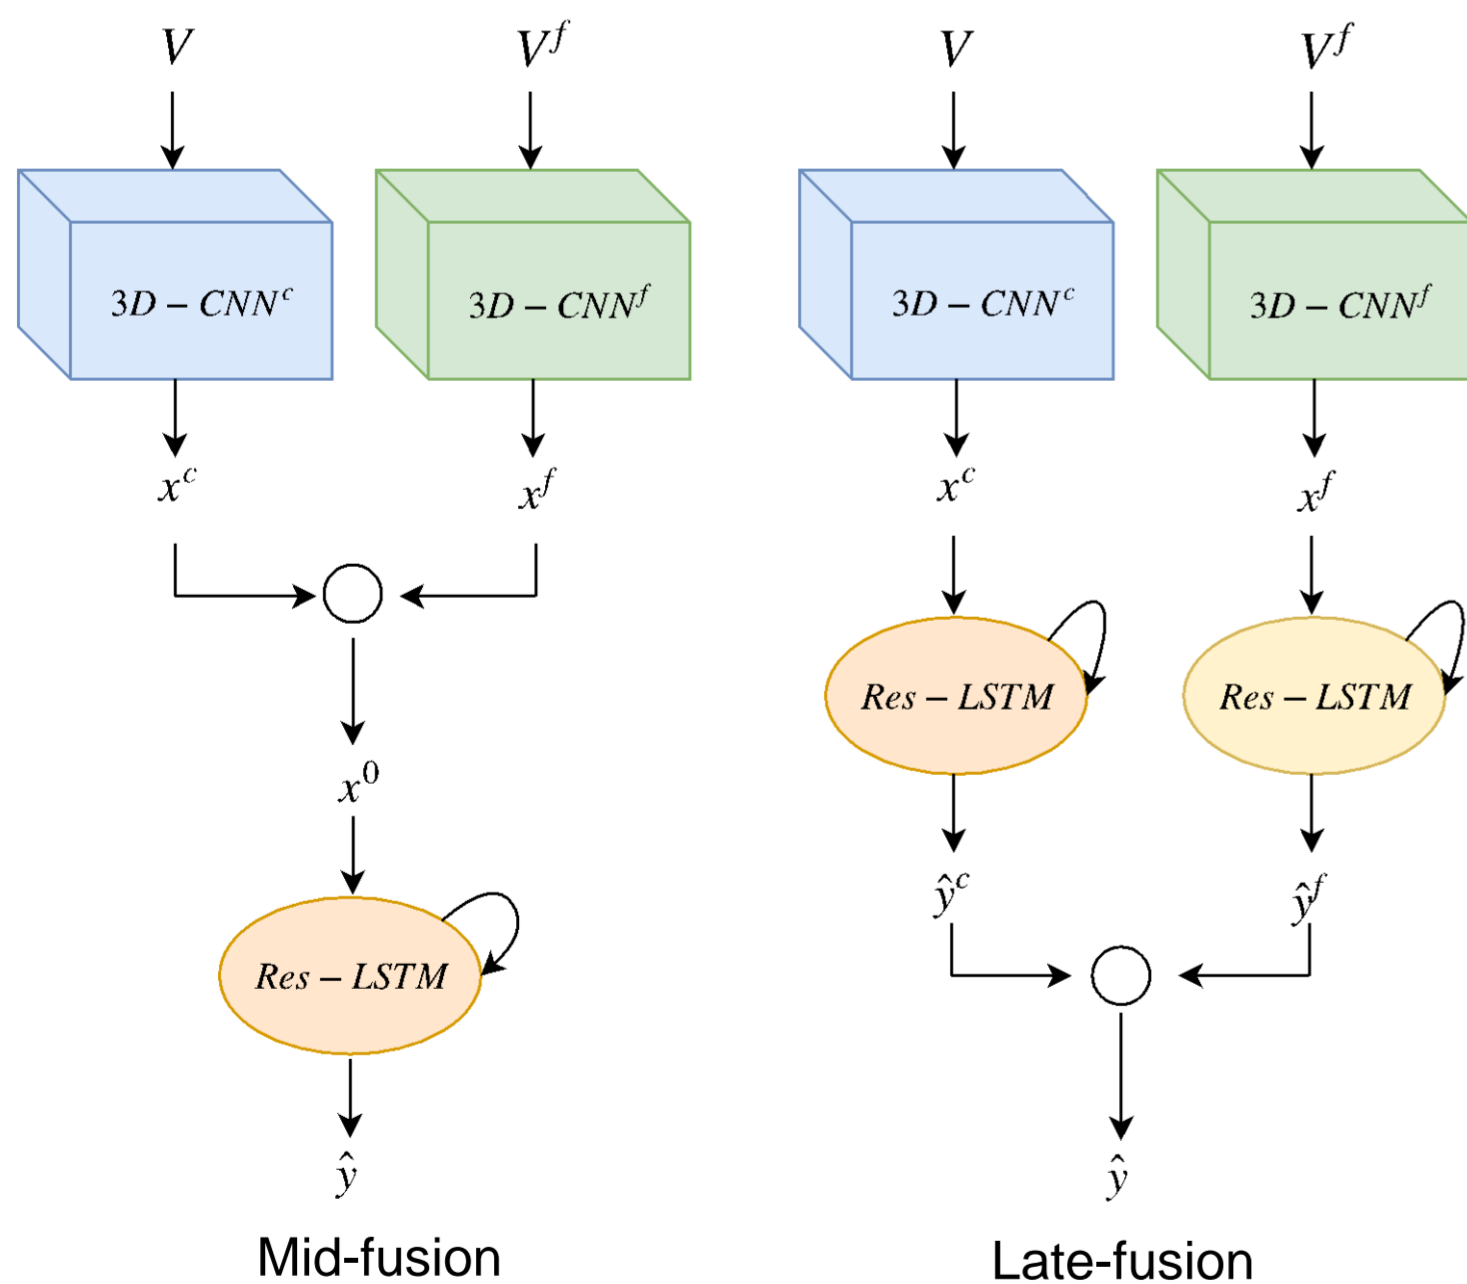 V V^f V V^f
3D − CNN^c 3D − CNN^f 3D − CNN^c 3D − CNN^f
x^c x^f x^c x^f
Res − LSTM Res − LSTM
x^0
ŷ^c ŷ^f
Res − LSTM
ŷ ŷ
Mid-fusion Late-fusion